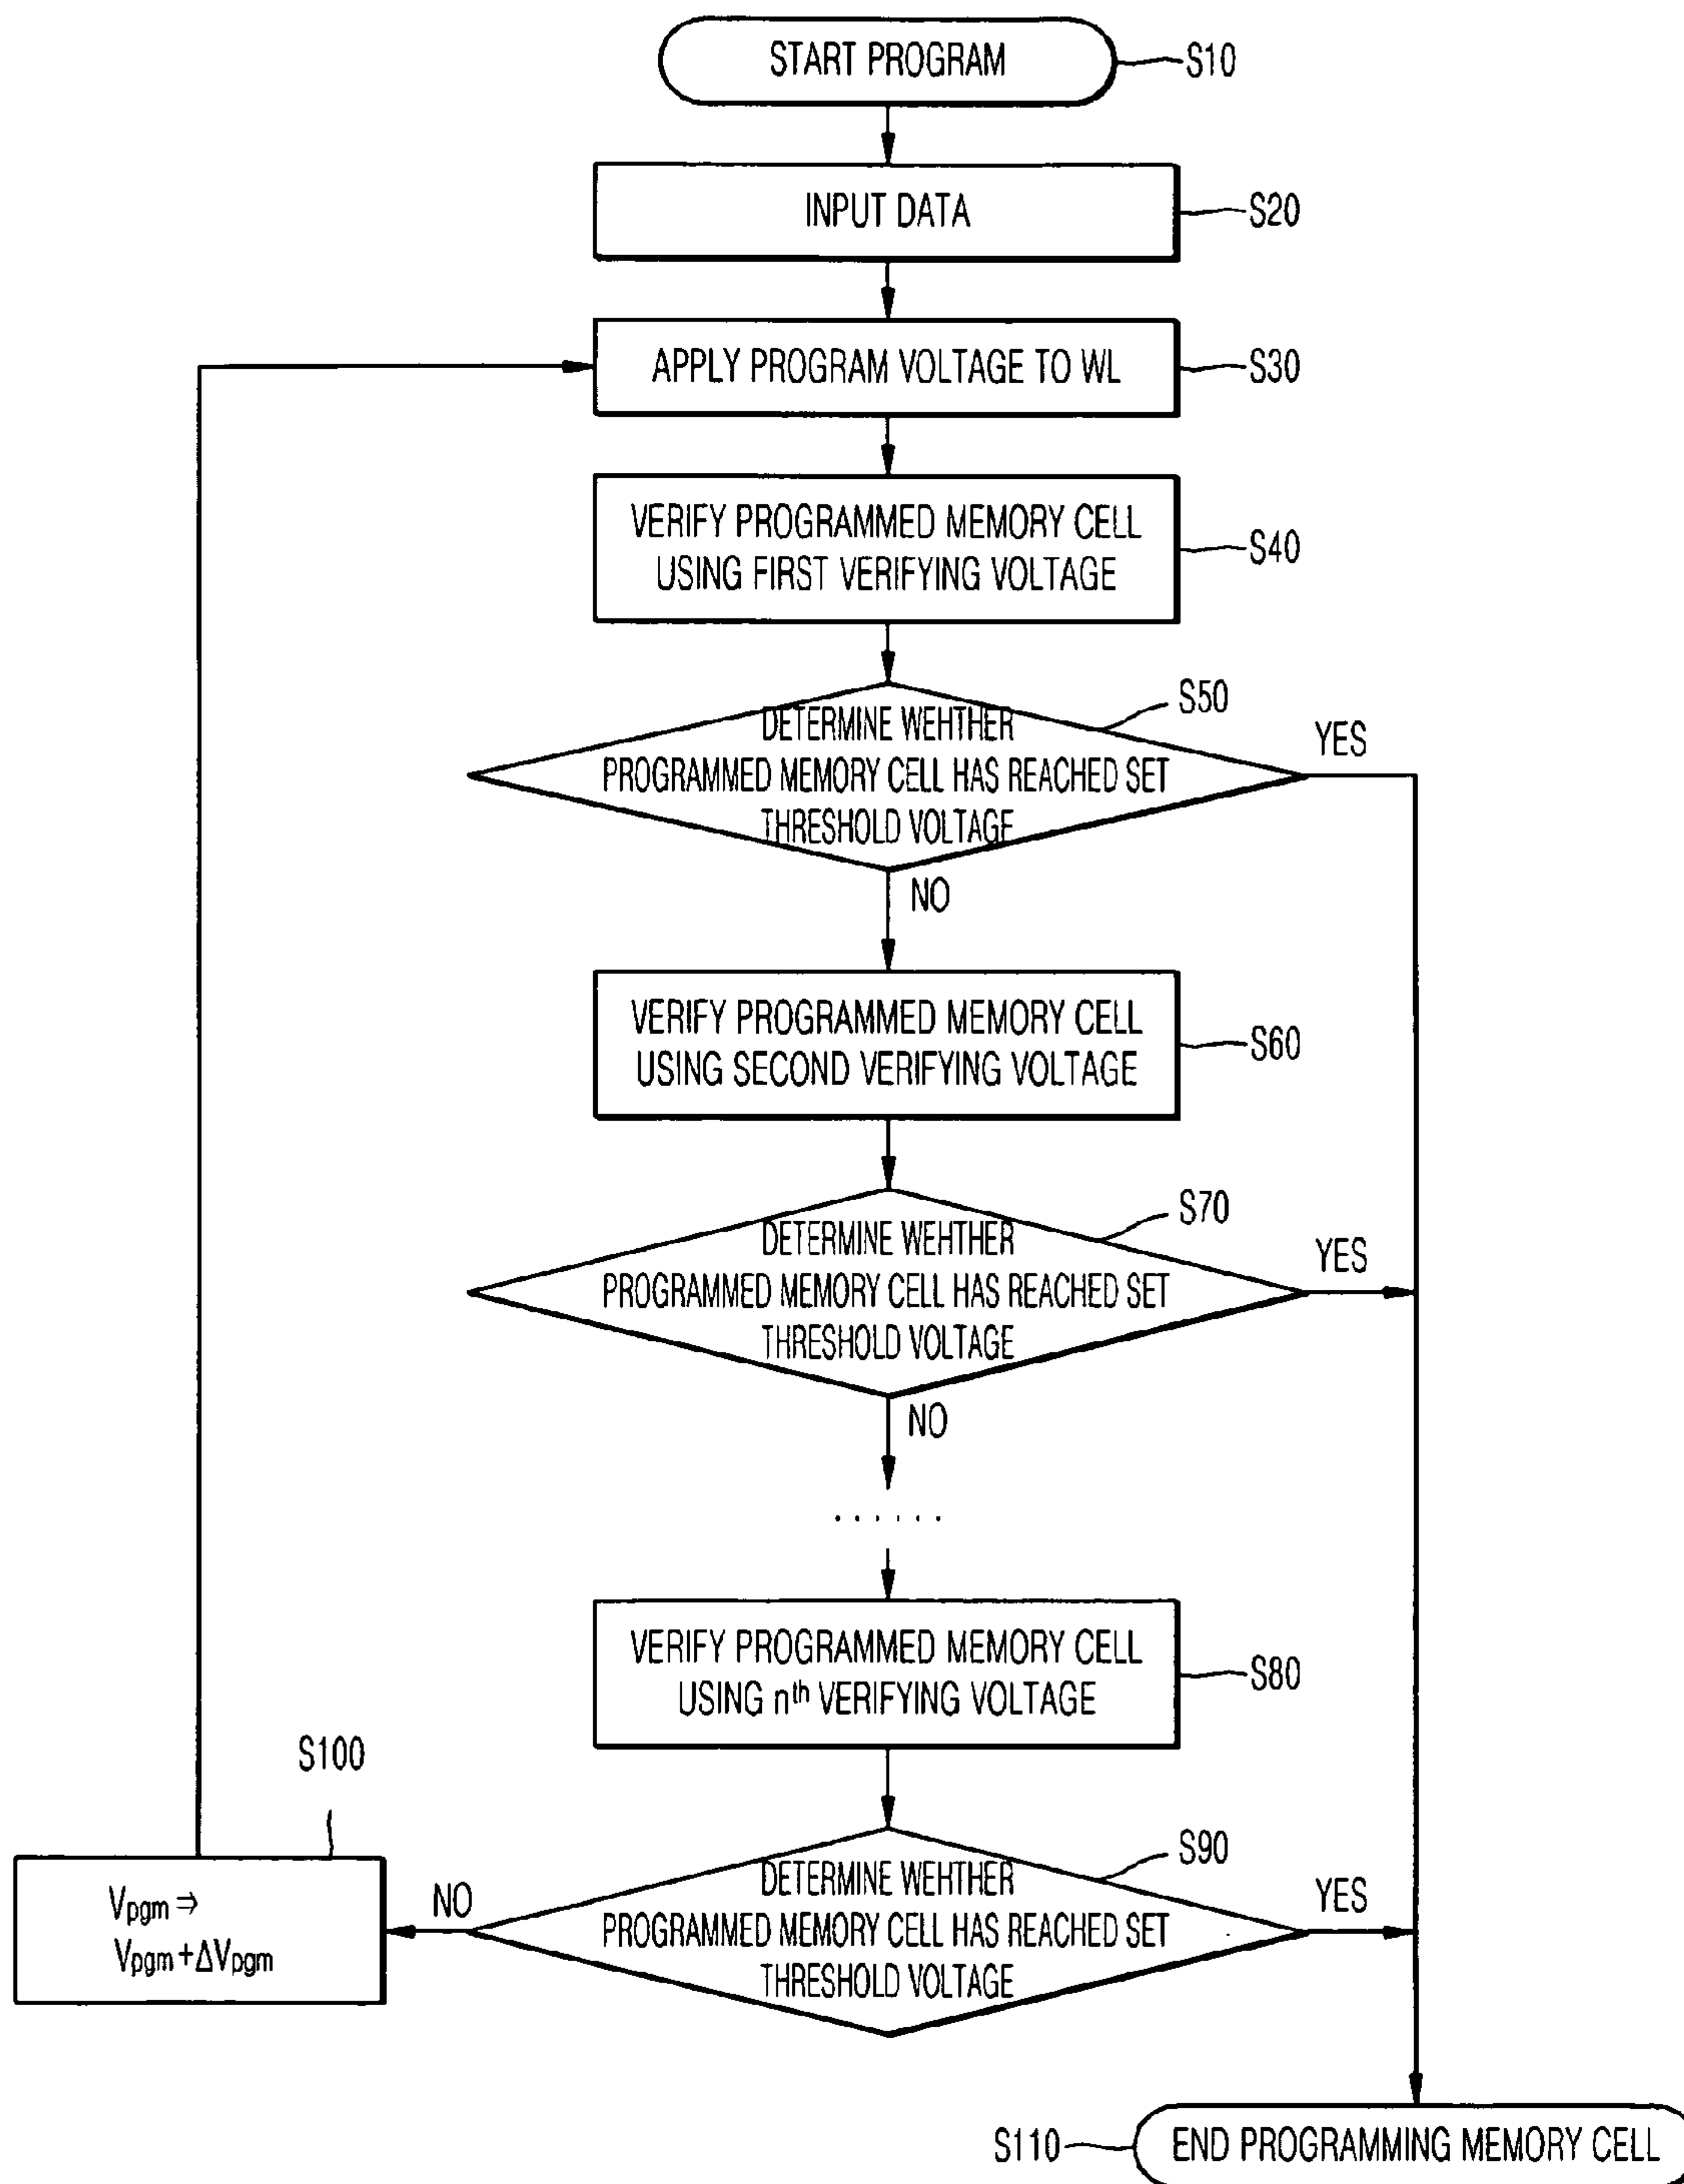 START PROGRAM
S10
INPUT DATA
S20
APPLY PROGRAM VOLTAGE TO WL
S30
VERIFY PROGRAMMED MEMORY CELL
USING FIRST VERIFYING VOLTAGE
S40
S50
DETERMINE WEHTHER
PROGRAMMED MEMORY CELL HAS REACHED SET
THRESHOLD VOLTAGE
YES
NO
VERIFY PROGRAMMED MEMORY CELL
USING SECOND VERIFYING VOLTAGE
S60
S70
DETERMINE WEHTHER
PROGRAMMED MEMORY CELL HAS REACHED SET
THRESHOLD VOLTAGE
YES
NO
......
VERIFY PROGRAMMED MEMORY CELL
USING nth VERIFYING VOLTAGE
S80
S100
Vpgm ⇒
Vpgm+ΔVpgm
NO
S90
DETERMINE WEHTHER
PROGRAMMED MEMORY CELL HAS REACHED SET
THRESHOLD VOLTAGE
YES
S110
END PROGRAMMING MEMORY CELL